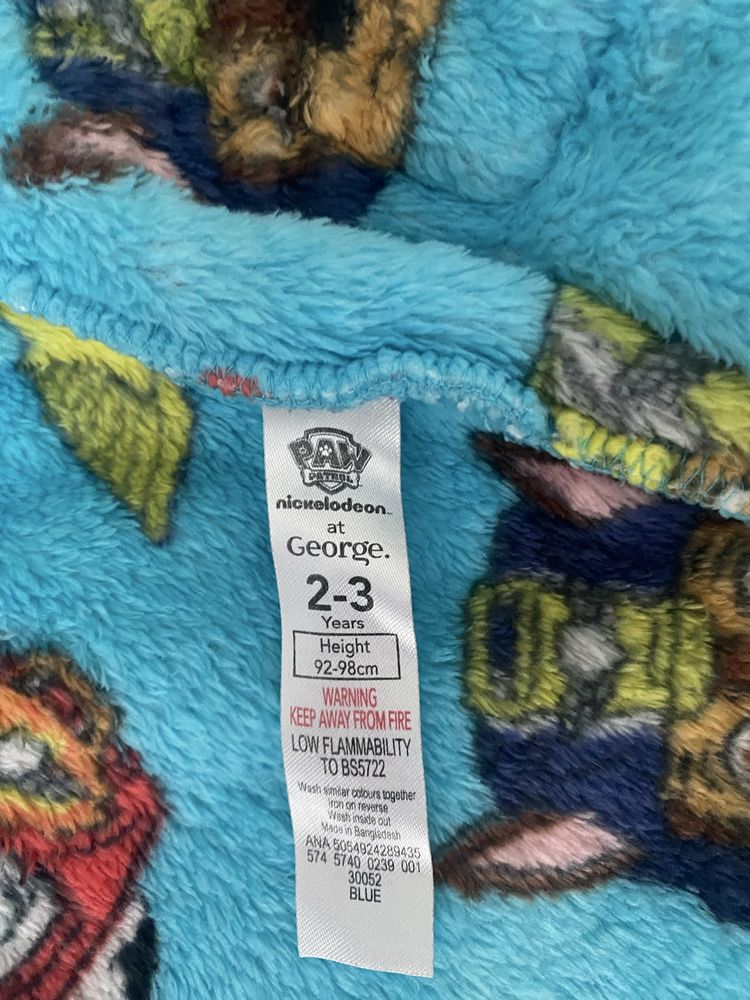 PAW
PATROL
nickelodeon
at
George.
2-3
Years
Height
92-98cm
WARNING
KEEP AWAY FROM FIRE
LOW FLAMMABILITY
TO BS5722
Wash similar colours together
Iron on reverse
Wash inside out
Made in Bangladesh
ANA 5054924289435
574 5740 0239 001
30052
BLUE